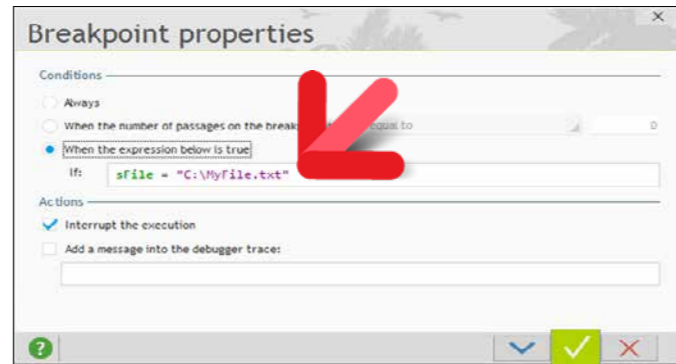 Breakpoint properties
Conditions
Always
When the number of passages on the equal to 0
When the expression below is true
If: sFile = "C:\MyFile.txt"
Actions
Interrupt the execution
Add a message into the debugger trace:
?